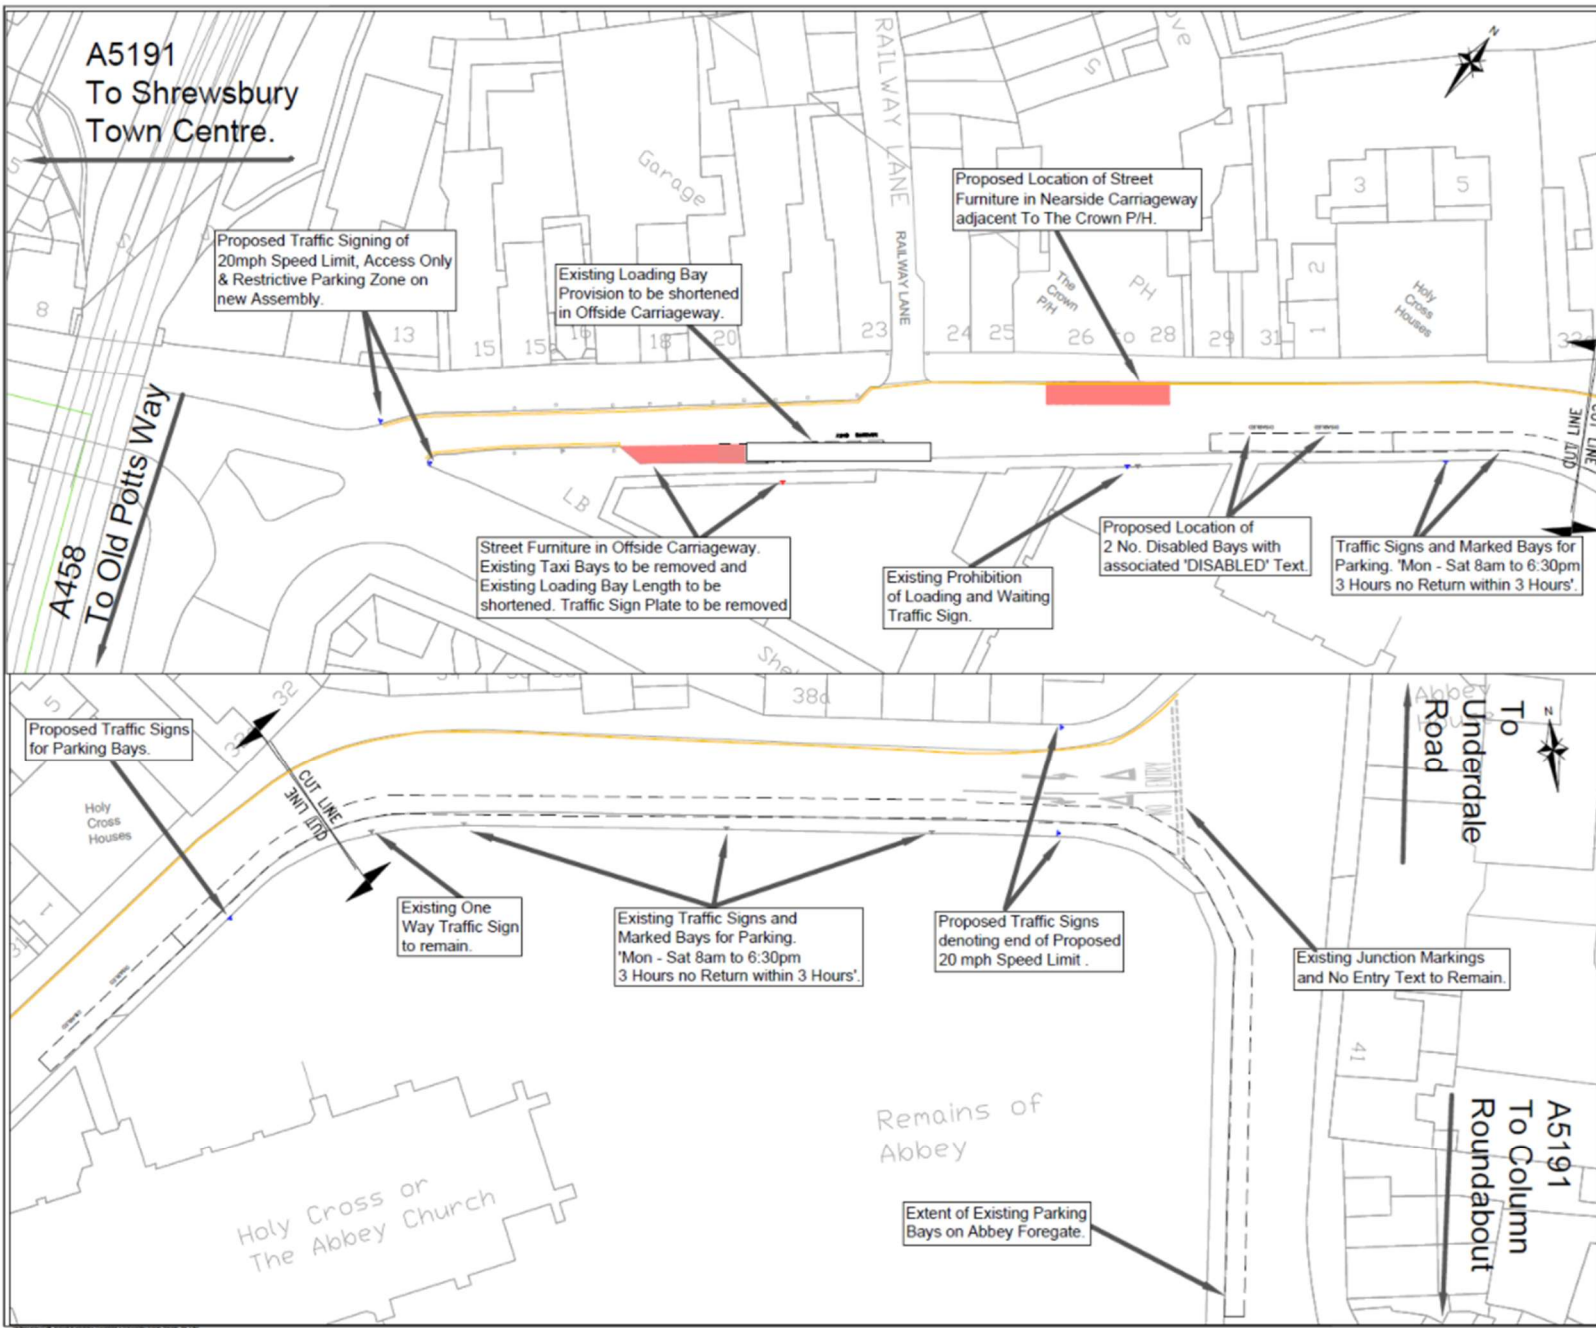 A5191
To Shrewsbury
Town Centre.
N
RAILWAY LANE
5
S
Garage
Proposed Location of Street
Furniture in Nearside Carriageway
adjacent To The Crown P/H.
3
5
Proposed Traffic Signing of
20mph Speed Limit, Access Only
& Restrictive Parking Zone on
new Assembly.
Existing Loading Bay
Provision to be shortened
in Offside Carriageway.
RAILWAY LANE
The
Crown
P/H
PH
2
1
Holy
Cross
Houses
8
13
15
15
16
18
20
23
24
25
26
to
28
29
31
CUT LINE
A458
To Old Potts Way
LB
Street Furniture in Offside Carriageway.
Existing Taxi Bays to be removed and
Existing Loading Bay Length to be
shortened. Traffic Sign Plate to be removed
Existing Prohibition
of Loading and Waiting
Traffic Sign.
Proposed Location of
2 No. Disabled Bays with
associated 'DISABLED' Text.
Traffic Signs and Marked Bays for
Parking. 'Mon - Sat 8am to 6:30pm
3 Hours no Return within 3 Hours'.
5
32
38a
Abbey
To
Underdale
Road
N
Proposed Traffic Signs
for Parking Bays.
CUT LINE
CUT LINE
Holy
Cross
Houses
NO ENTRY
1
31
Existing One
Way Traffic Sign
to remain.
Existing Traffic Signs and
Marked Bays for Parking.
'Mon - Sat 8am to 6:30pm
3 Hours no Return within 3 Hours'.
Proposed Traffic Signs
denoting end of Proposed
20 mph Speed Limit .
Existing Junction Markings
and No Entry Text to Remain.
41
Remains of
Abbey
Holy Cross or
The Abbey Church
Extent of Existing Parking
Bays on Abbey Foregate.
A5191
To Column
Roundabout